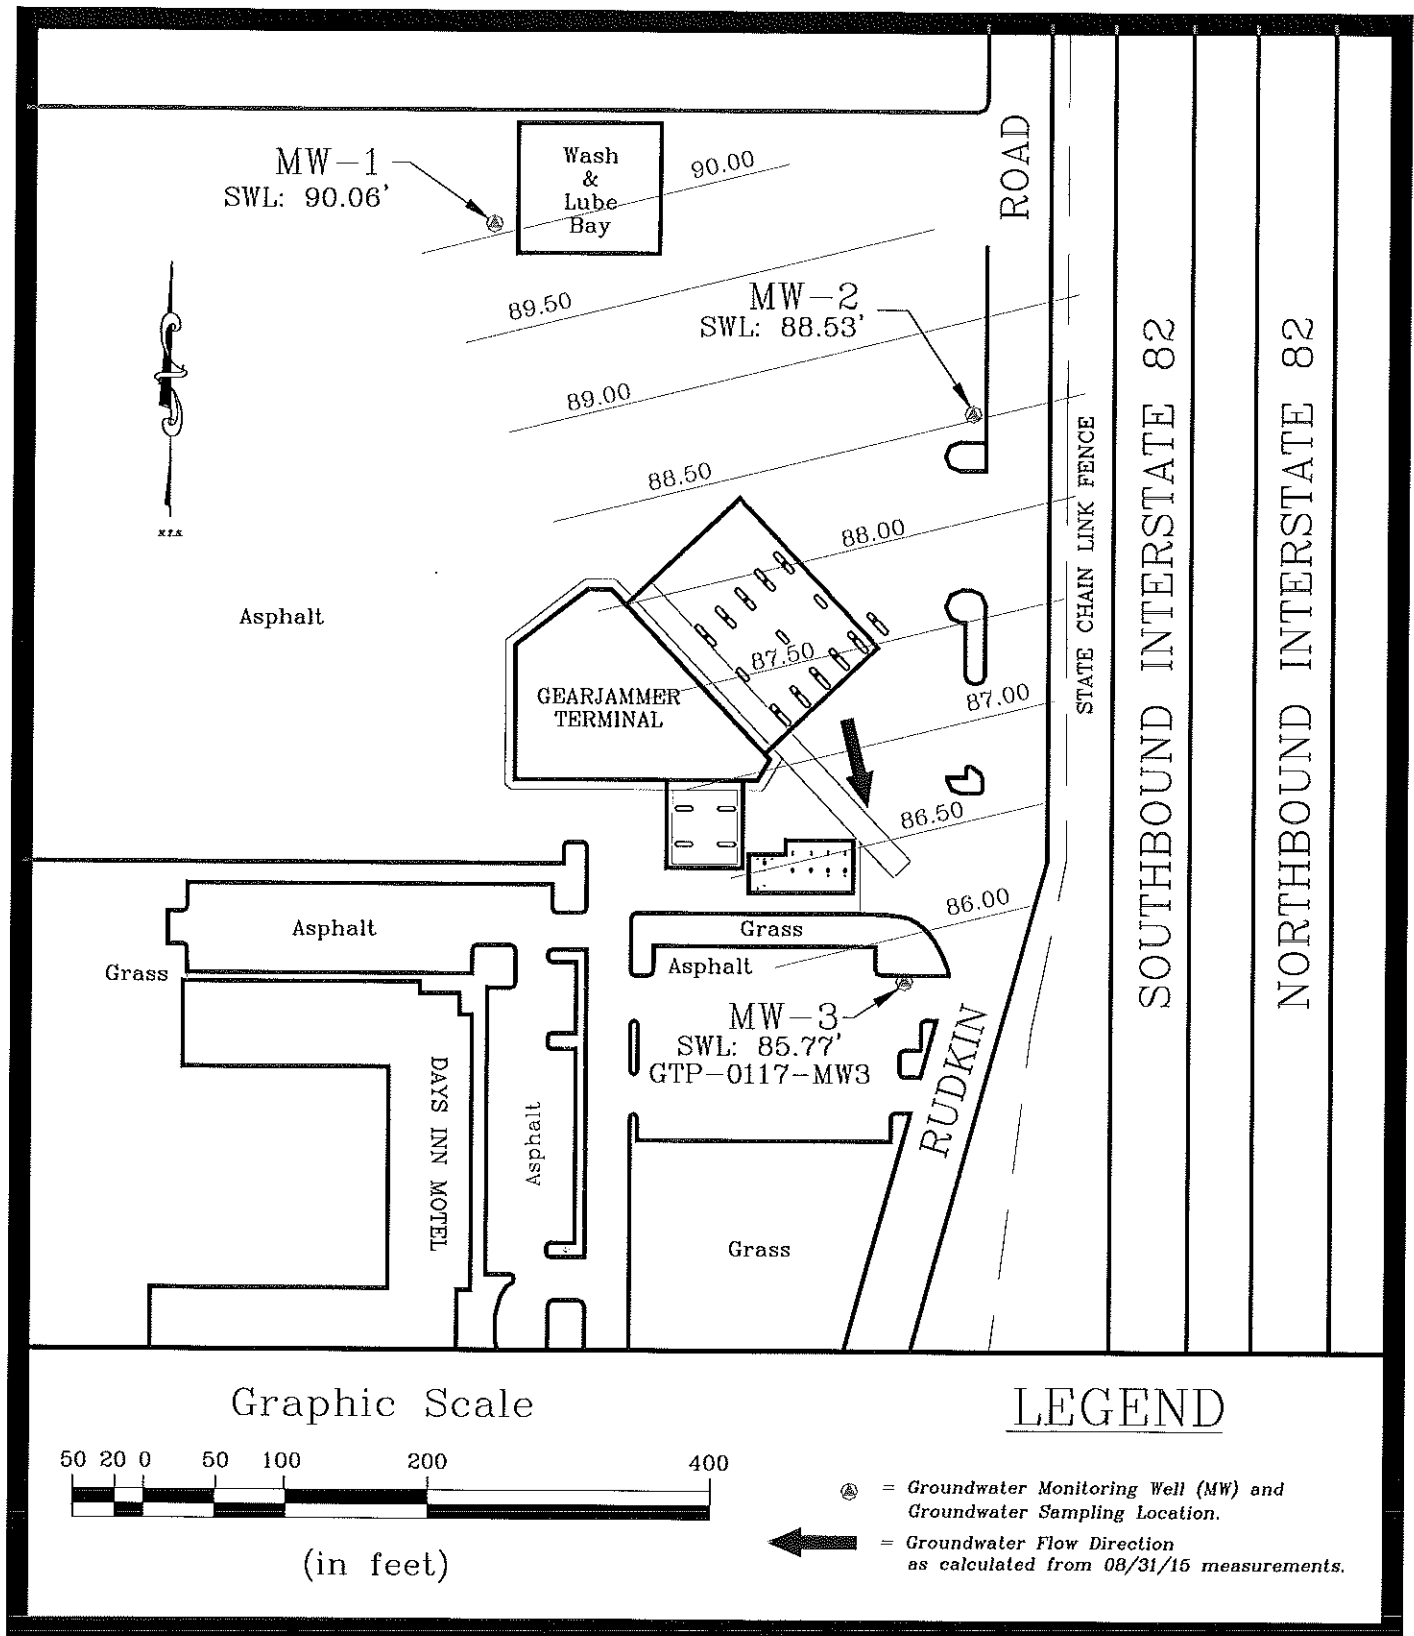 MW-1
SWL: 90.06'
Wash
&
Lube
Bay
90.00
ROAD
89.50
MW-2
SWL: 88.53'
89.00
88.50
N.T.S.
88.00
Asphalt
87.50
GEARJAMMER
TERMINAL
87.00
86.50
86.00
STATE CHAIN LINK FENCE
SOUTHBOUND INTERSTATE 82
NORTHBOUND INTERSTATE 82
Asphalt
Grass
Grass
Asphalt
MW-3
SWL: 85.77'
GTP-0117-MW3
DAYS INN MOTEL
Asphalt
RUDKIN
Grass
Graphic Scale
50 20 0 50 100 200 400
(in feet)
LEGEND
= Groundwater Monitoring Well (MW) and
Groundwater Sampling Location.
= Groundwater Flow Direction
as calculated from 08/31/15 measurements.